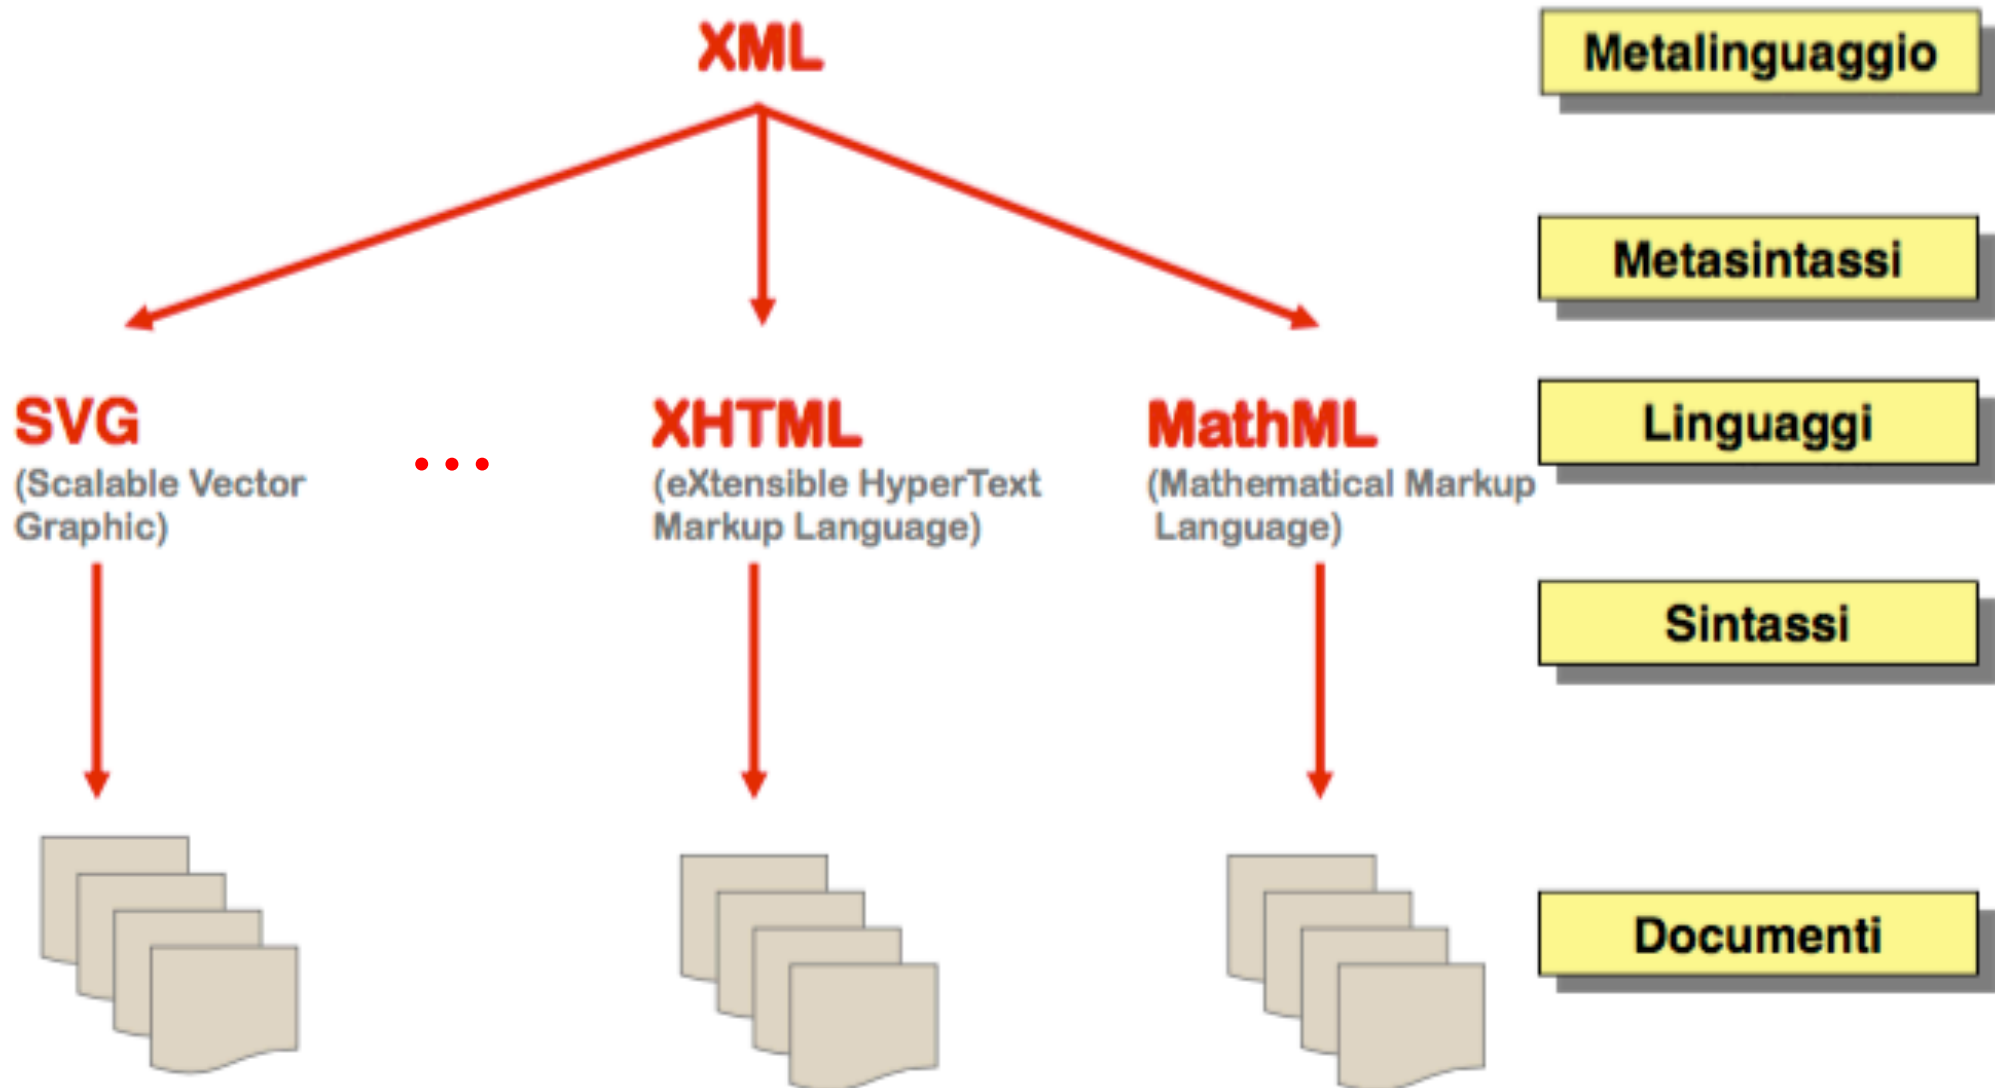 XML
Metalinguaggio
Metasintassi
SVG
(Scalable Vector
Graphic)
...
XHTML
(eXtensible HyperText
Markup Language)
MathML
(Mathematical Markup
Language)
Linguaggi
Sintassi
Documenti